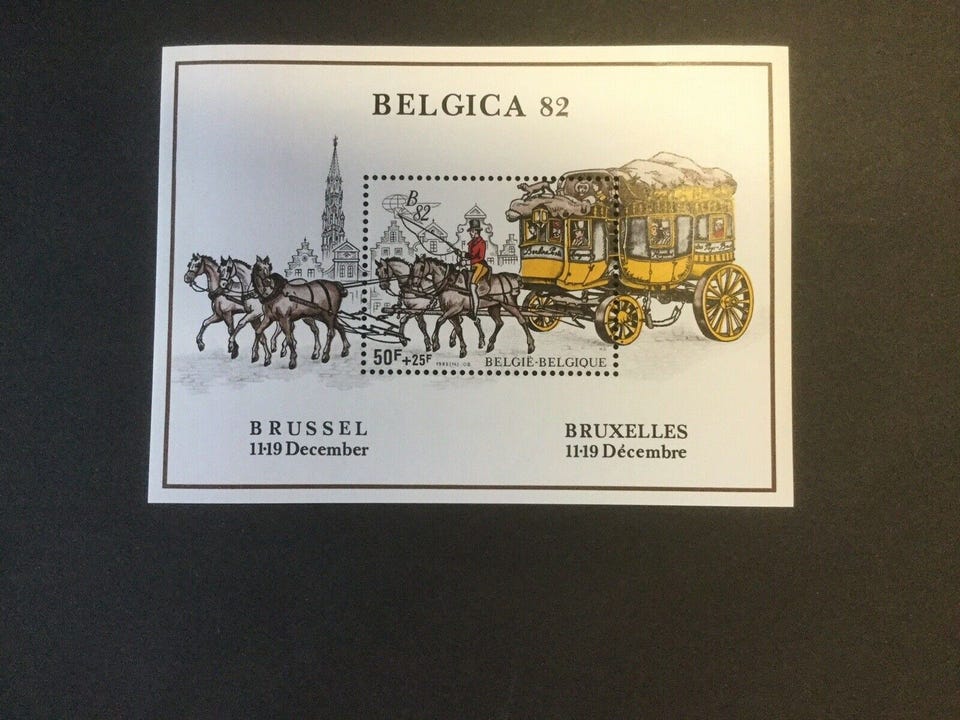 BELGICA 82
B
82
50F+25F
BELGIË-BELGIQUE
BRUSSEL
11-19 December
BRUXELLES
11-19 Décembre